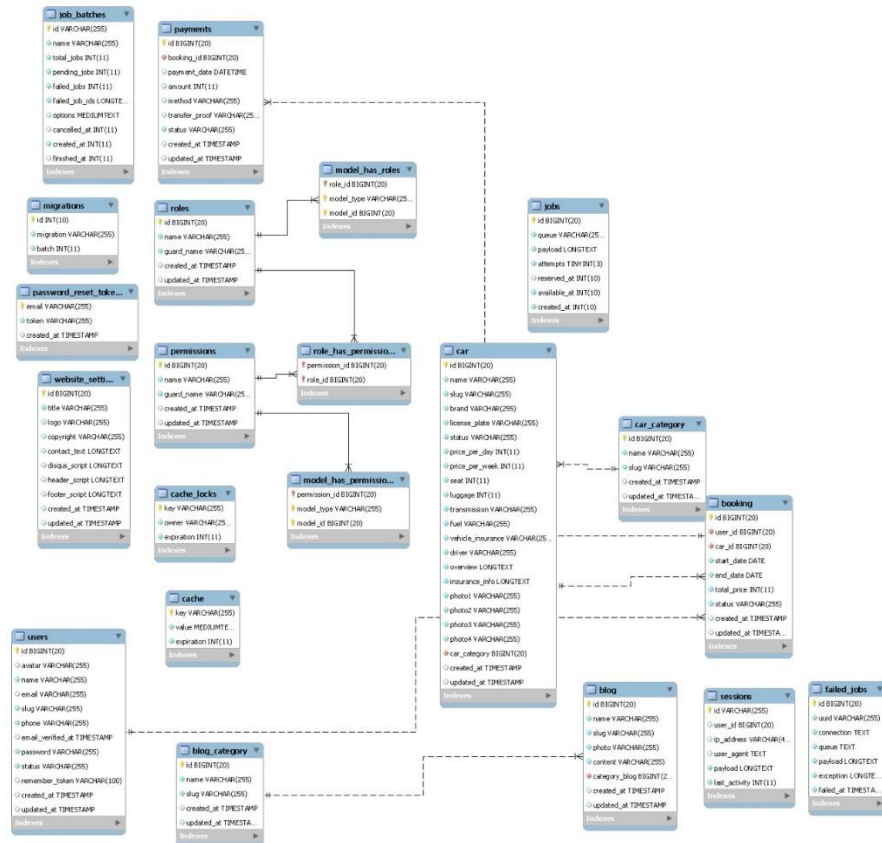 job_batches
id VARCHAR(255)
name VARCHAR(255)
total_jobs INT(11)
pending_jobs INT(11)
failed_jobs INT(11)
failed_job_ids LONGTE...
options MEDIUMTEXT
cancelled_at INT(11)
created_at INT(11)
finished_at INT(11)
Indexes
payments
id BIGINT(20)
booking_id BIGINT(20)
payment_date DATETIME
amount INT(11)
method VARCHAR(255)
transfer_proof VARCHAR(25...
status VARCHAR(255)
created_at TIMESTAMP
updated_at TIMESTAMP
Indexes
model_has_roles
role_id BIGINT(20)
model_type VARCHAR(25...
model_id BIGINT(20)
Indexes
migrations
id INT(10)
migration VARCHAR(255)
batch INT(11)
Indexes
roles
id BIGINT(20)
name VARCHAR(255)
guard_name VARCHAR(25...
created_at TIMESTAMP
updated_at TIMESTAMP
Indexes
jobs
id BIGINT(20)
queue VARCHAR(25...
payload LONGTEXT
attempts TINYINT(3)
reserved_at INT(10)
available_at INT(10)
created_at INT(10)
Indexes
password_reset_toke...
email VARCHAR(255)
token VARCHAR(255)
created_at TIMESTAMP
Indexes
permissions
id BIGINT(20)
name VARCHAR(255)
guard_name VARCHAR(25...
created_at TIMESTAMP
updated_at TIMESTAMP
Indexes
role_has_permissio...
permission_id BIGINT(20)
role_id BIGINT(20)
Indexes
car
id BIGINT(20)
name VARCHAR(255)
slug VARCHAR(255)
brand VARCHAR(255)
license_plate VARCHAR(255)
status VARCHAR(255)
price_per_day INT(11)
price_per_week INT(11)
seat INT(11)
luggage INT(11)
transmission VARCHAR(255)
fuel VARCHAR(255)
vehicle_insurance VARCHAR(25...
driver VARCHAR(255)
overview LONGTEXT
insurance_info LONGTEXT
photo1 VARCHAR(255)
photo2 VARCHAR(255)
photo3 VARCHAR(255)
photo4 VARCHAR(255)
car_category BIGINT(20)
created_at TIMESTAMP
updated_at TIMESTAMP
Indexes
website_setti...
id BIGINT(20)
title VARCHAR(255)
logo VARCHAR(255)
copyright VARCHAR(255)
contact_text LONGTEXT
disqus_script LONGTEXT
header_script LONGTEXT
footer_script LONGTEXT
created_at TIMESTAMP
updated_at TIMESTAMP
Indexes
car_category
id BIGINT(20)
name VARCHAR(255)
slug VARCHAR(255)
created_at TIMESTAMP
updated_at TIMESTA...
Indexes
model_has_permissio...
permission_id BIGINT(20)
model_type VARCHAR(255)
model_id BIGINT(20)
Indexes
cache_locks
key VARCHAR(255)
owner VARCHAR(25...
expiration INT(11)
Indexes
booking
id BIGINT(20)
user_id BIGINT(20)
car_id BIGINT(20)
start_date DATE
end_date DATE
total_price INT(11)
status VARCHAR(255)
created_at TIMESTAMP
updated_at TIMESTA...
Indexes
cache
key VARCHAR(255)
value MEDIUMTE...
expiration INT(11)
Indexes
users
id BIGINT(20)
avatar VARCHAR(255)
name VARCHAR(255)
email VARCHAR(255)
slug VARCHAR(255)
phone VARCHAR(255)
email_verified_at TIMESTAMP
password VARCHAR(255)
status VARCHAR(255)
remember_token VARCHAR(100)
created_at TIMESTAMP
updated_at TIMESTAMP
Indexes
blog_category
id BIGINT(20)
name VARCHAR(255)
slug VARCHAR(255)
created_at TIMESTAMP
updated_at TIMEST...
Indexes
blog
id BIGINT(20)
name VARCHAR(255)
slug VARCHAR(255)
photo VARCHAR(255)
content VARCHAR(255)
category_blog BIGINT(2...
created_at TIMESTAMP
updated_at TIMESTAMP
Indexes
sessions
id VARCHAR(255)
user_id BIGINT(20)
ip_address VARCHAR(4...
user_agent TEXT
payload LONGTEXT
last_activity INT(11)
Indexes
failed_jobs
id BIGINT(20)
uuid VARCHAR(255)
connection TEXT
queue TEXT
payload LONGTEXT
exception LONGTE...
failed_at TIMESTA...
Indexes